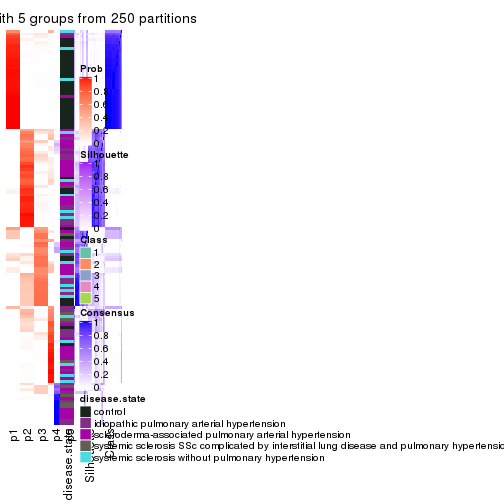 ith 5 groups from 250 partitions
Prob
1
0.8
0.6
0.4
0.2
0
Silhouette
1
0.8
0.6
0.4
0.2
0
Class
1
2
3
4
5
Consensus
1
0.8
0.6
0.4
0.2
0
disease.state
control
idiopathic pulmonary arterial hypertension
scleroderma-associated pulmonary arterial hypertension
systemic sclerosis SSc complicated by interstitial lung disease and pulmonary hypertensio
systemic sclerosis without pulmonary hypertension
p1
p2
p3
p4
disease.state
Silh
Class